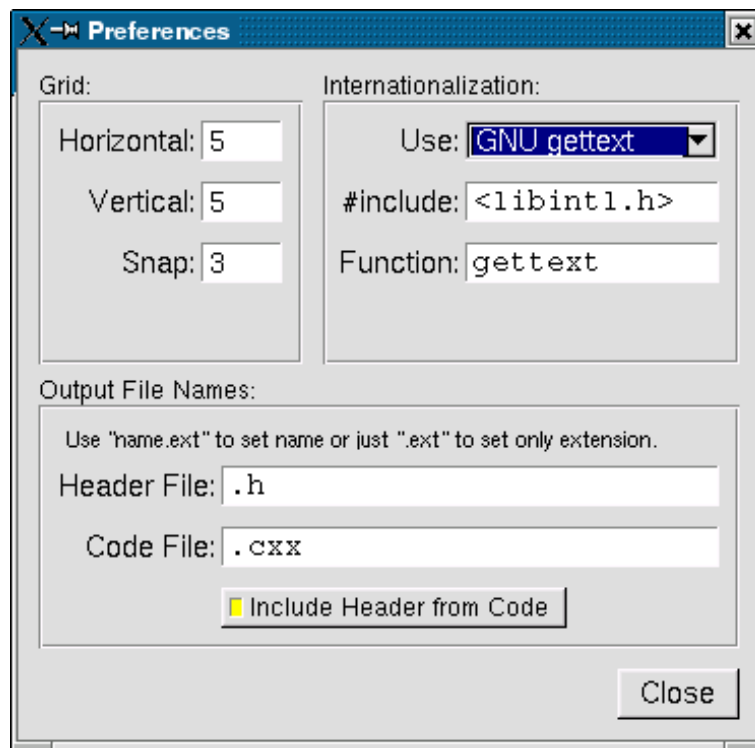 Preferences
Grid:
Horizontal: 5
Vertical: 5
Snap: 3
Internationalization:
Use: GNU gettext
#include: <libintl.h>
Function: gettext
Output File Names:
Use "name.ext" to set name or just ".ext" to set only extension.
Header File: .h
Code File: .cxx
Include Header from Code
Close